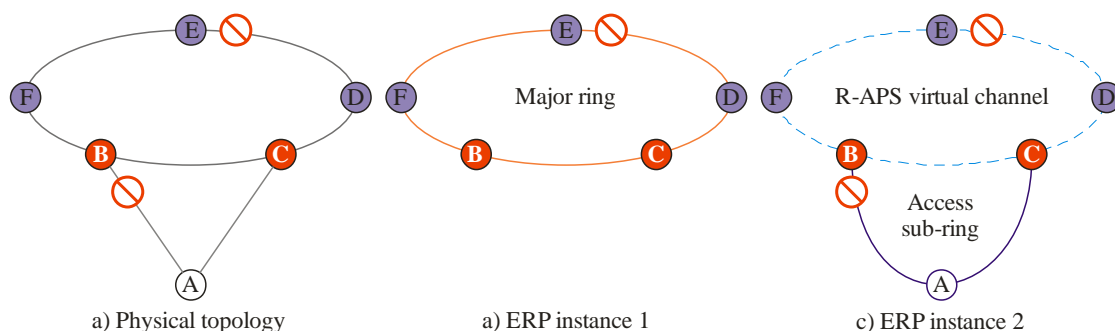 E
F
D
B
C
A
a) Physical topology
E
F
Major ring
D
B
C
a) ERP instance 1
E
F
R-APS virtual channel
D
B
C
Access
sub-ring
A
c) ERP instance 2